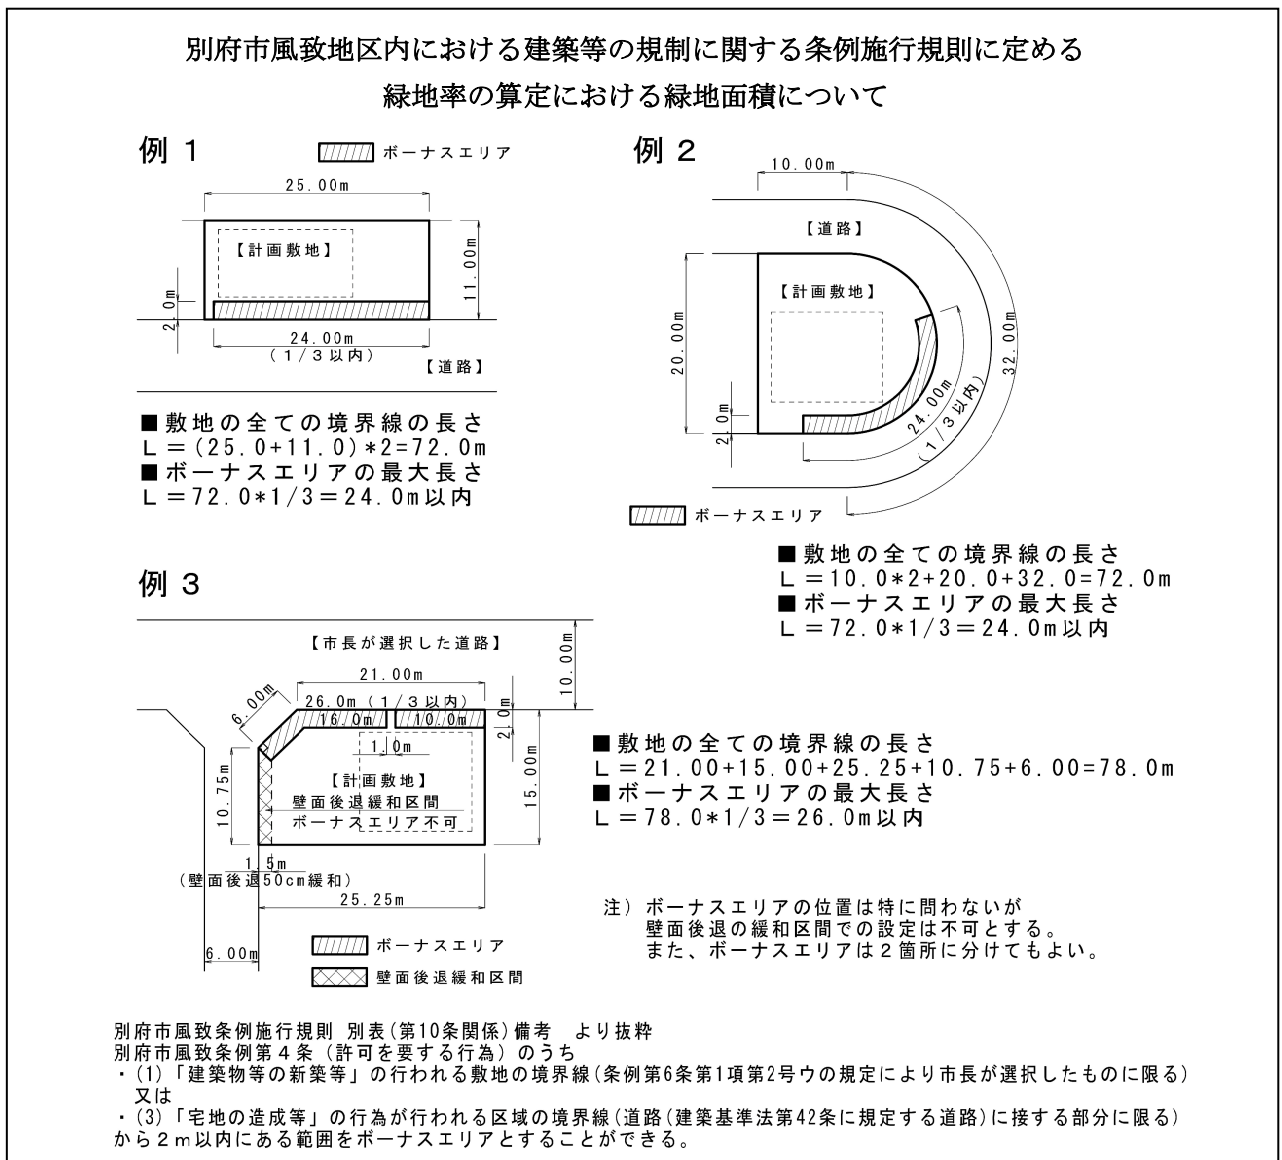 別府市風致地区内における建築等の規制に関する条例施行規則に定める
緑地率の算定における緑地面積について
例 1
ボーナスエリア
25.00m
【計画敷地】
11.00m
2.0m
24.00m
(1/3以内)
【道路】
■敷地の全ての境界線の長さ
L=(25.0+11.0)*2=72.0m
■ボーナスエリアの最大長さ
L=72.0*1/3=24.0m以内
例 2
10.00m
【道路】
【計画敷地】
20.00m
32.00m
2.0m
24.00m
(1/3以内)
ボーナスエリア
■敷地の全ての境界線の長さ
L=10.0*2+20.0+32.0=72.0m
■ボーナスエリアの最大長さ
L=72.0*1/3=24.0m以内
例 3
【市長が選択した道路】
10.00m
21.00m
6.00m
26.0m(1/3以内)
16.0m
10.0m
2.0m
1.0m
【計画敷地】
壁面後退緩和区間
ボーナスエリア不可
10.75m
15.00m
1.5m
(壁面後退50cm緩和)
25.25m
6.00m
ボーナスエリア
壁面後退緩和区間
■敷地の全ての境界線の長さ
L=21.00+15.00+25.25+10.75+6.00=78.0m
■ボーナスエリアの最大長さ
L=78.0*1/3=26.0m以内
注) ボーナスエリアの位置は特に問わないが
壁面後退の緩和区間での設定は不可とする。
また、ボーナスエリアは2箇所に分けてもよい。
別府市風致条例施行規則 別表(第10条関係)備考 より抜粋
別府市風致条例第4条(許可を要する行為)のうち
・(1)「建築物等の新築等」の行われる敷地の境界線(条例第6条第1項第2号ウの規定により市長が選択したものに限る)
又は
・(3)「宅地の造成等」の行為が行われる区域の境界線(道路(建築基準法第42条に規定する道路)に接する部分に限る)
から2m以内にある範囲をボーナスエリアとすることができる。